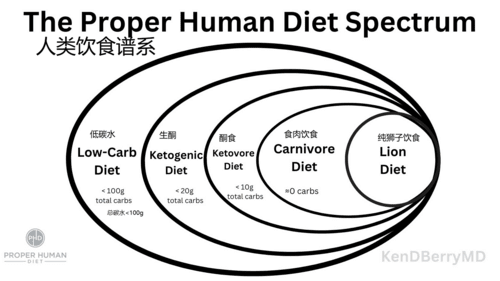 The Proper Human Diet Spectrum
人类饮食谱系
低碳水
Low-Carb
Diet
<100g
total carbs
总碳水<100g
生酮
Ketogenic
Diet
<20g
total carbs
酮食
Ketovore
Diet
<10g
total carbs
食肉饮食
Carnivore
Diet
≈0 carbs
纯狮子饮食
Lion
Diet
PHD
PROPER HUMAN
DIET
KenDBerryMD